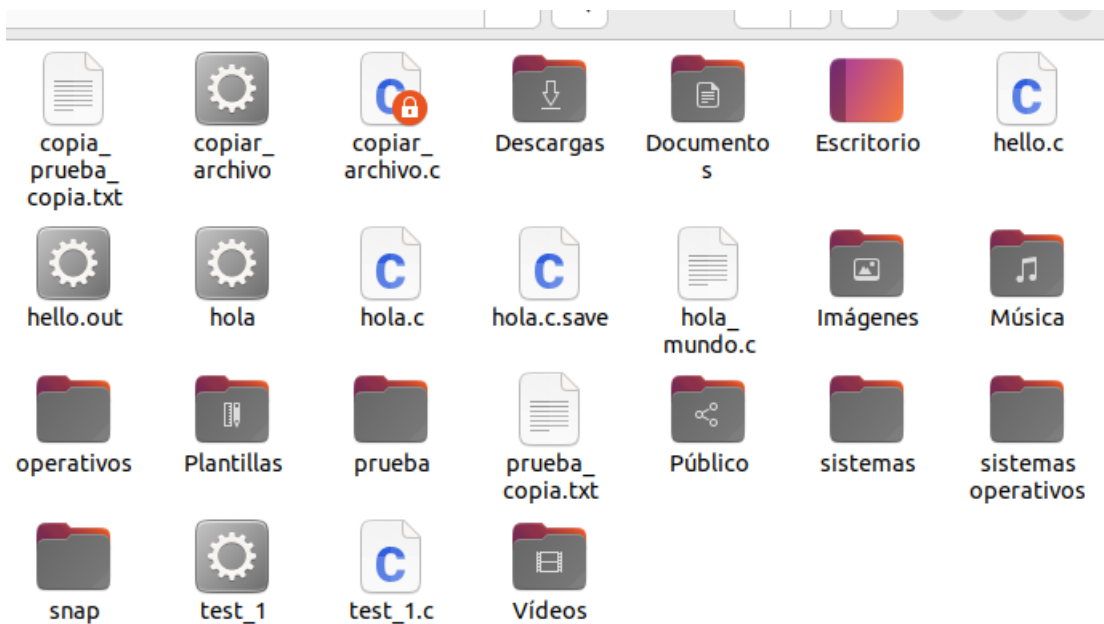 copia_
prueba_
copia.txt
copiar_
archivo
copiar_
archivo.c
Descargas
Documento
s
Escritorio
hello.c
hello.out
hola
hola.c
hola.c.save
hola_
mundo.c
Imágenes
Música
operativos
Plantillas
prueba
prueba_
copia.txt
Público
sistemas
sistemas
operativos
snap
test_1
test_1.c
Vídeos